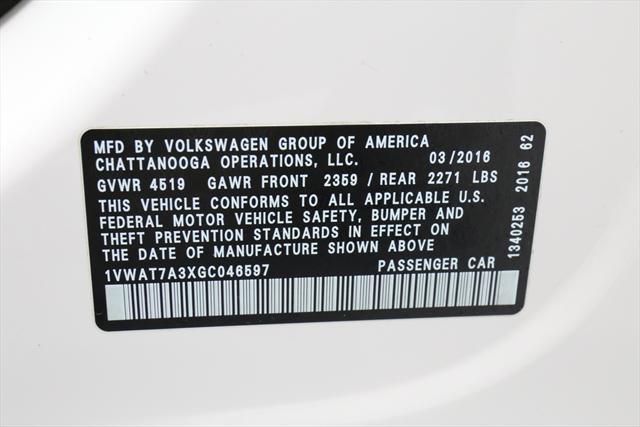 MFD BY VOLKSWAGEN GROUP OF AMERICA
CHATTANOOGA OPERATIONS, LLC. 03/2016
GVWR 4519 GAWR FRONT 2359 / REAR 2271 LBS
THIS VEHICLE CONFORMS TO ALL APPLICABLE U.S.
FEDERAL MOTOR VEHICLE SAFETY, BUMPER AND
THEFT PREVENTION STANDARDS IN EFFECT ON
THE DATE OF MANUFACTURE SHOWN ABOVE
1VWAT7A3XGC046597 PASSENGER CAR
1340253 2016 62